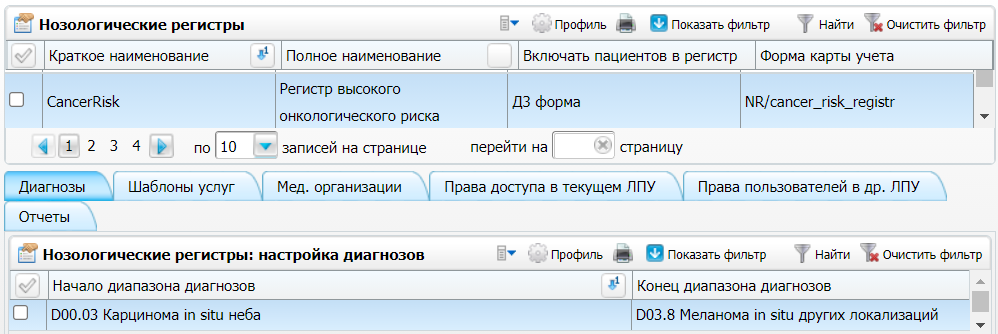 Нозологические регистры Профиль Показать фильтр Найти Очистить фильтр
Краткое наименование Полное наименование Включать пациентов в регистр Форма карты учета
CancerRisk Регистр высокого онкологического риска ДЗ форма NR/cancer_risk_registr
1 2 3 4 по 10 записей на странице перейти на страницу
Диагнозы Шаблоны услуг Мед. организации Права доступа в текущем ЛПУ Права пользователей в др. ЛПУ
Отчеты
Нозологические регистры: настройка диагнозов Профиль Показать фильтр Найти Очистить фильтр
Начало диапазона диагнозов Конец диапазона диагнозов
D00.03 Карцинома in situ неба D03.8 Меланома in situ других локализаций